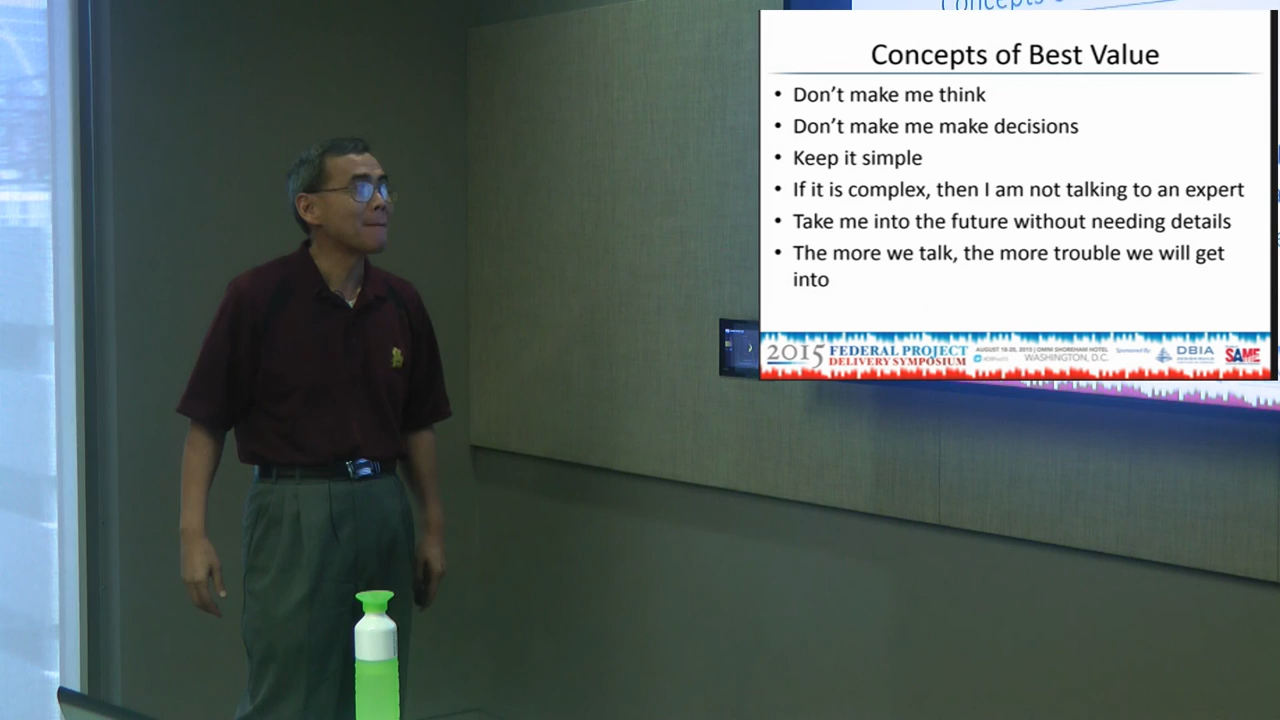 Concepts
Concepts of Best Value
• Don't make me think
• Don't make me make decisions
• Keep it simple
• If it is complex, then I am not talking to an expert
• Take me into the future without needing details
• The more we talk, the more trouble we will get
into
2015 FEDERAL PROJECT
DELIVERY SYMPOSIUM
AUGUST 18-20, 2015 | OMNI SHOREHAM HOTEL
WASHINGTON, D.C.
Sponsored By:
DBIA
SAME